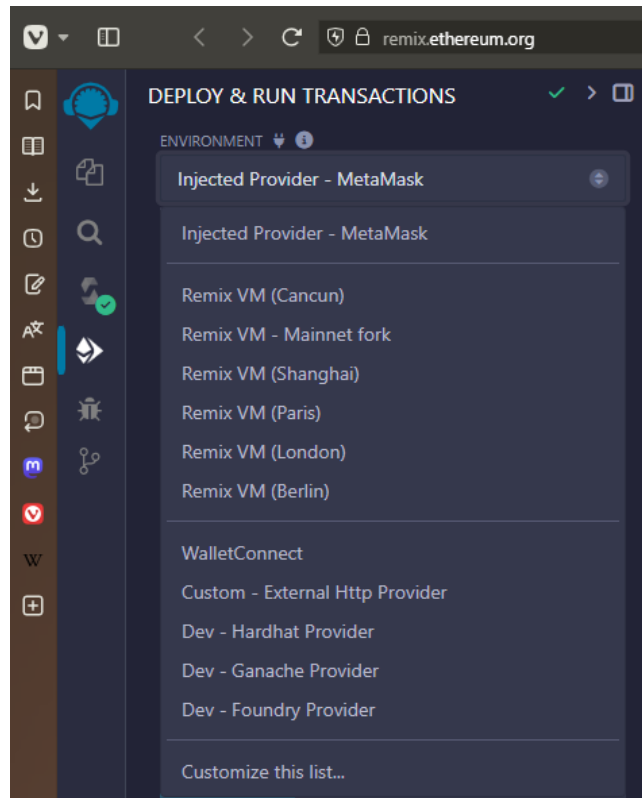 remix.ethereum.org
DEPLOY & RUN TRANSACTIONS
ENVIRONMENT
Injected Provider - MetaMask
Injected Provider - MetaMask
Remix VM (Cancun)
Remix VM - Mainnet fork
Remix VM (Shanghai)
Remix VM (Paris)
Remix VM (London)
Remix VM (Berlin)
WalletConnect
Custom - External Http Provider
Dev - Hardhat Provider
Dev - Ganache Provider
Dev - Foundry Provider
W
Customize this list...